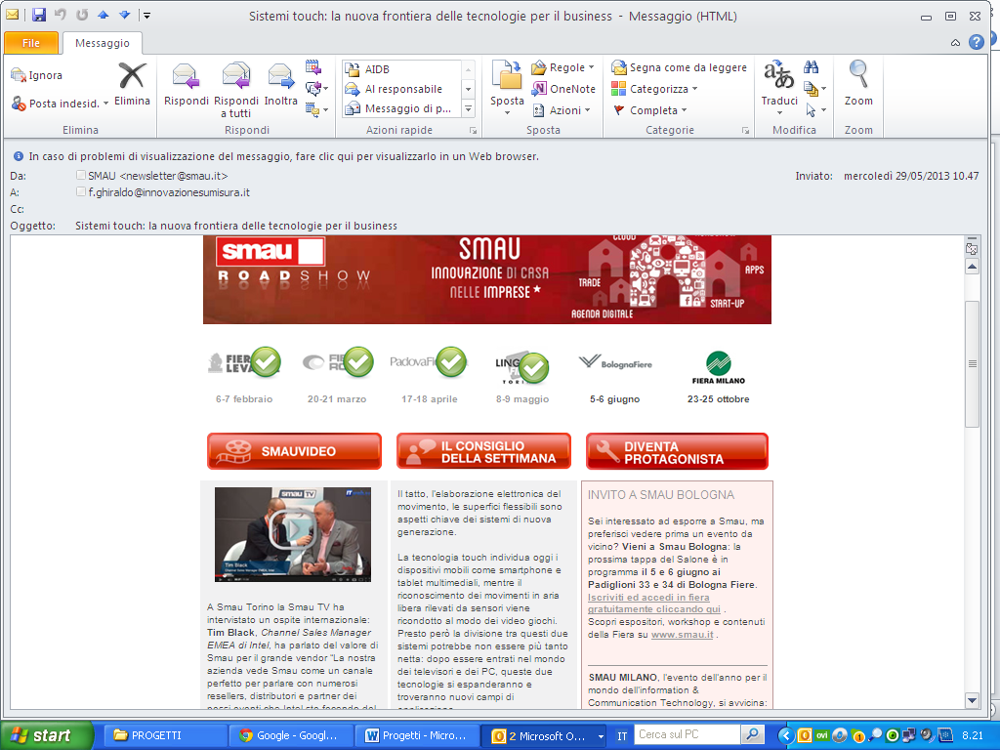 Sistemi touch: la nuova frontiera delle tecnologie per il business - Messaggio (HTML)
File
Messaggio
Ignora
Posta indesid.
Elimina
Rispondi
Rispondi a tutti
Inoltra
AIDB
Al responsabile
Messaggio di p...
Sposta
Regole
OneNote
Azioni
Segna come da leggere
Categorizza
Completa
Traduci
Zoom
Elimina
Rispondi
Azioni rapide
Sposta
Categorie
Modifica
Zoom
In caso di problemi di visualizzazione del messaggio, fare clic qui per visualizzarlo in un Web browser.
Da: SMAU <newsletter@smau.it>
Inviato: mercoledì 29/05/2013 10.47
A: f.ghiraldo@innovazionesumisura.it
Cc:
Oggetto: Sistemi touch: la nuova frontiera delle tecnologie per il business
smau
ROADSHOW
SMAU
INNOVAZIONE DI CASA
NELLE IMPRESE *
CLOUD
TRADE
APPS
START-UP
AGENDA DIGITALE
PadovaFie
BolognaFiere
FIERA MILANO
6-7 febbraio
20-21 marzo
17-18 aprile
8-9 maggio
5-6 giugno
23-25 ottobre
SMAUVIDEO
IL CONSIGLIO
DELLA SETTIMANA
DIVENTA
PROTAGONISTA
smau TV
Tim Black
A Smau Torino la Smau TV ha
intervistato un ospite internazionale:
Tim Black, Channel Sales Manager
EMEA di Intel, ha parlato del valore di
Smau per il grande vendor “La nostra
azienda vede Smau come un canale
perfetto per parlare con numerosi
resellers, distributori e partner dei
Il tatto, l'elaborazione elettronica del
movimento, le superfici flessibili sono
aspetti chiave dei sistemi di nuova
generazione.
La tecnologia touch individua oggi i
dispositivi mobili come smartphone e
tablet multimediali, mentre il
riconoscimento dei movimenti in aria
libera rilevati da sensori viene
ricondotto al modo dei video giochi.
Presto però la divisione tra questi due
sistemi potrebbe non essere più tanto
netta: dopo essere entrati nel mondo
dei televisori e dei PC, queste due
tecnologie si espanderanno e
troveranno nuovi campi di
INVITO A SMAU BOLOGNA
Sei interessato ad esporre a Smau, ma
preferisci vedere prima un evento da
vicino? Vieni a Smau Bologna: la
prossima tappa del Salone è in
programma il 5 e 6 giugno ai
Padiglioni 33 e 34 di Bologna Fiere.
Iscriviti ed accedi in fiera
gratuitamente cliccando qui .
Scopri espositori, workshop e contenuti
della Fiera su www.smau.it .
SMAU MILANO, l'evento dell'anno per il
mondo dell'information &
Communication Technology, si avvicina:
start
PROGETTI
Google - Googl...
Progetti - Micro...
2 Microsoft O...
IT
Cerca sul PC
ovi
8.21